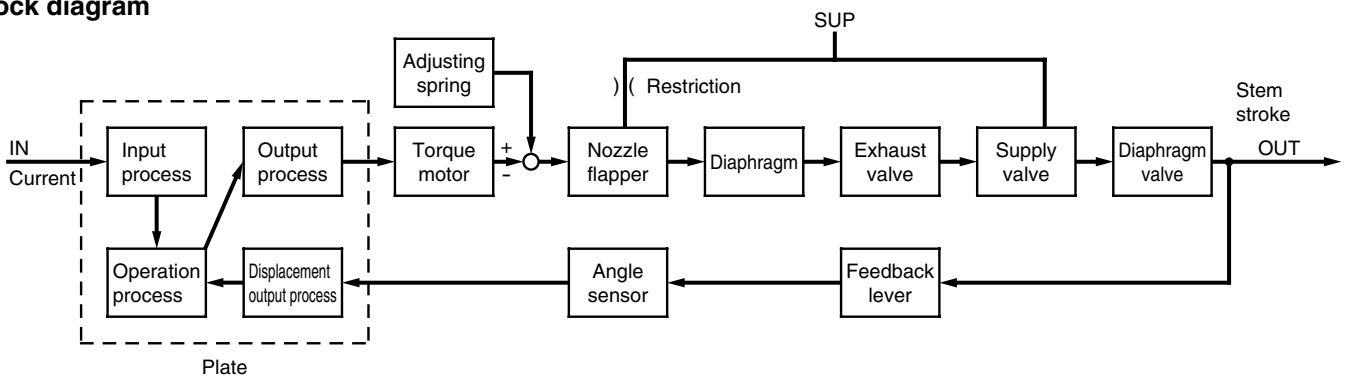 ock diagram
SUP
Adjusting
spring
) ( Restriction
Stem
stroke
IN
Current
Input
process
Output
process
Torque
motor
+
-
Nozzle
flapper
Diaphragm
Exhaust
valve
Supply
valve
Diaphragm
valve
OUT
Operation
process
Displacement
output process
Angle
sensor
Feedback
lever
Plate